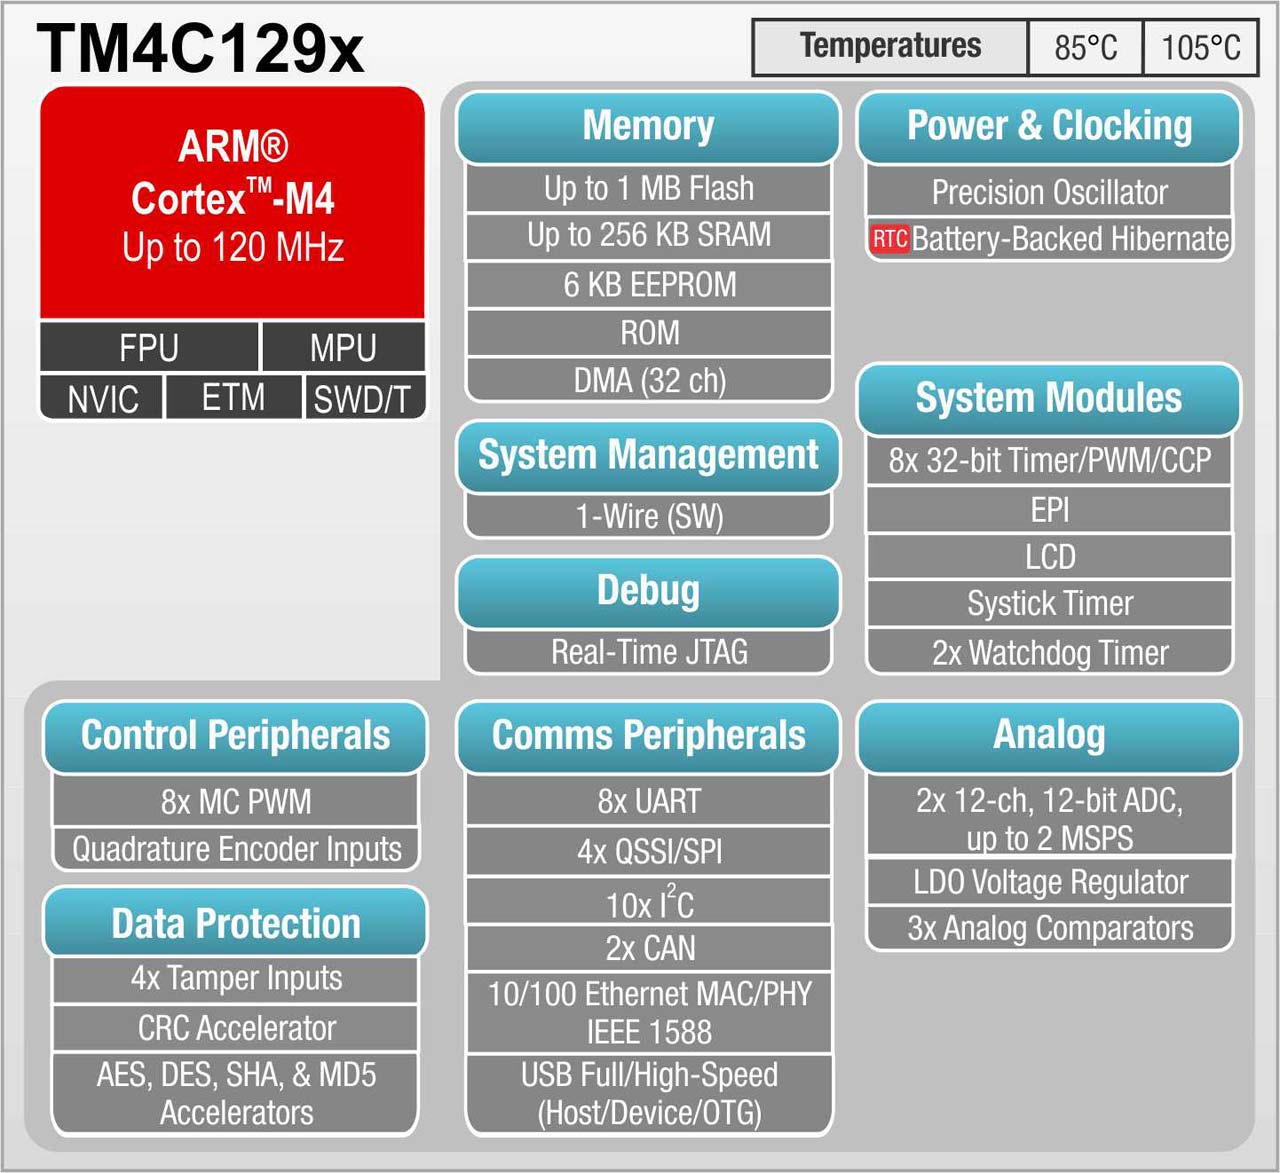 TM4C129x
Temperatures 85°C 105°C
ARM®
Cortex™-M4
Up to 120 MHz
FPU MPU
NVIC ETM SWD/T
Memory
Up to 1 MB Flash
Up to 256 KB SRAM
6 KB EEPROM
ROM
DMA (32 ch)
Power & Clocking
Precision Oscillator
RTC Battery-Backed Hibernate
System Management
1-Wire (SW)
Debug
Real-Time JTAG
System Modules
8x 32-bit Timer/PWM/CCP
EPI
LCD
Systick Timer
2x Watchdog Timer
Control Peripherals
8x MC PWM
Quadrature Encoder Inputs
Data Protection
4x Tamper Inputs
CRC Accelerator
AES, DES, SHA, & MD5
Accelerators
Comms Peripherals
8x UART
4x QSSI/SPI
10x I²C
2x CAN
10/100 Ethernet MAC/PHY
IEEE 1588
USB Full/High-Speed
(Host/Device/OTG)
Analog
2x 12-ch, 12-bit ADC,
up to 2 MSPS
LDO Voltage Regulator
3x Analog Comparators